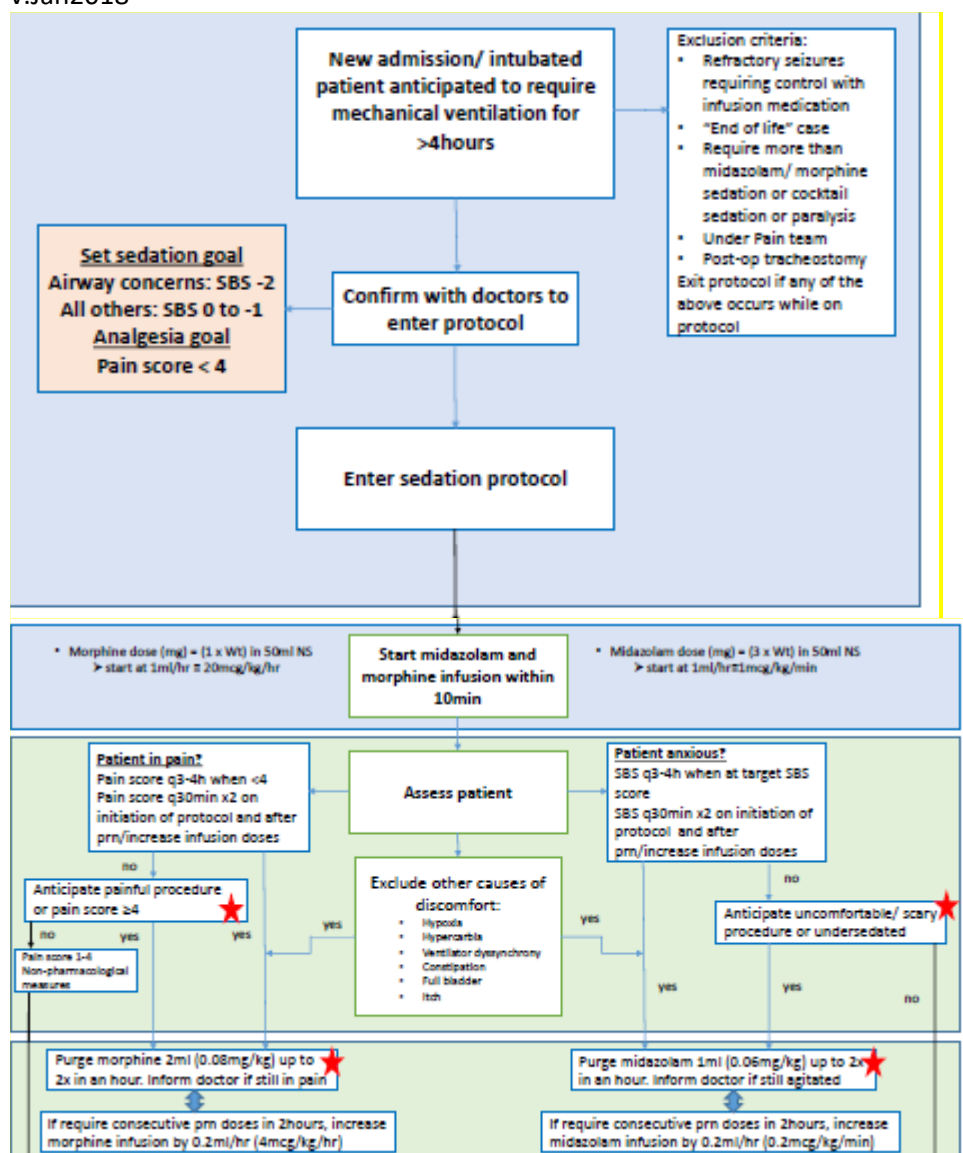 v.Jun2018
New admission/ intubated
patient anticipated to require
mechanical ventilation for
>4hours
Exclusion criteria:
• Refractory seizures
requiring control with
infusion medication
• "End of life" case
• Require more than
midazolam/ morphine
sedation or cocktail
sedation or paralysis
• Under Pain team
• Post-op tracheostomy
Exit protocol if any of the
above occurs while on
protocol
Set sedation goal
Airway concerns: SBS -2
All others: SBS 0 to -1
Analgesia goal
Pain score < 4
Confirm with doctors to
enter protocol
Enter sedation protocol
• Morphine dose (mg) = (1 x Wt) in 50ml NS
➢ start at 1ml/hr ≡ 20mcg/kg/hr
Start midazolam and
morphine infusion within
10min
• Midazolam dose (mg) = (3 x Wt) in 50ml NS
➢ start at 1ml/hr≡1mcg/kg/min
Patient in pain?
Pain score q3-4h when <4
Pain score q30min x2 on
initiation of protocol and after
prn/increase infusion doses
Assess patient
Patient anxious?
SBS q3-4h when at target SBS
score
SBS q30min x2 on initiation of
protocol and after
prn/increase infusion doses
no
Anticipate painful procedure
or pain score ≥4
Exclude other causes of
discomfort:
• Hypoxia
• Hypercarbia
• Ventilator dyssynchrony
• Constipation
• Full bladder
• Itch
no
Anticipate uncomfortable/ scary
procedure or undersedated
no
yes
yes
yes
yes
Pain score 1-4
Non-pharmacological
measures
yes
yes
no
Purge morphine 2ml (0.08mg/kg) up to
2x in an hour. Inform doctor if still in pain
Purge midazolam 1ml (0.06mg/kg) up to 2x
in an hour. Inform doctor if still agitated
If require consecutive prn doses in 2hours, increase
morphine infusion by 0.2ml/hr (4mcg/kg/hr)
If require consecutive prn doses in 2hours, increase
midazolam infusion by 0.2ml/hr (0.2mcg/kg/min)